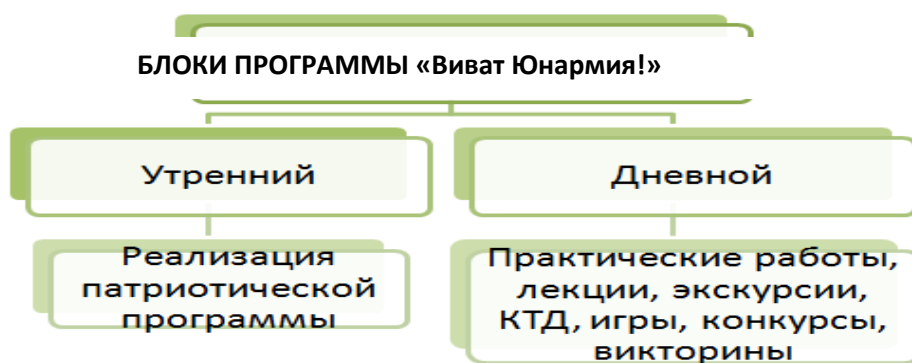 БЛОКИ ПРОГРАММЫ «Виват Юнармия!»
Утренний
Дневной
Реализация
патриотической
программы
Практические работы,
лекции, экскурсии,
КТД, игры, конкурсы,
викторины